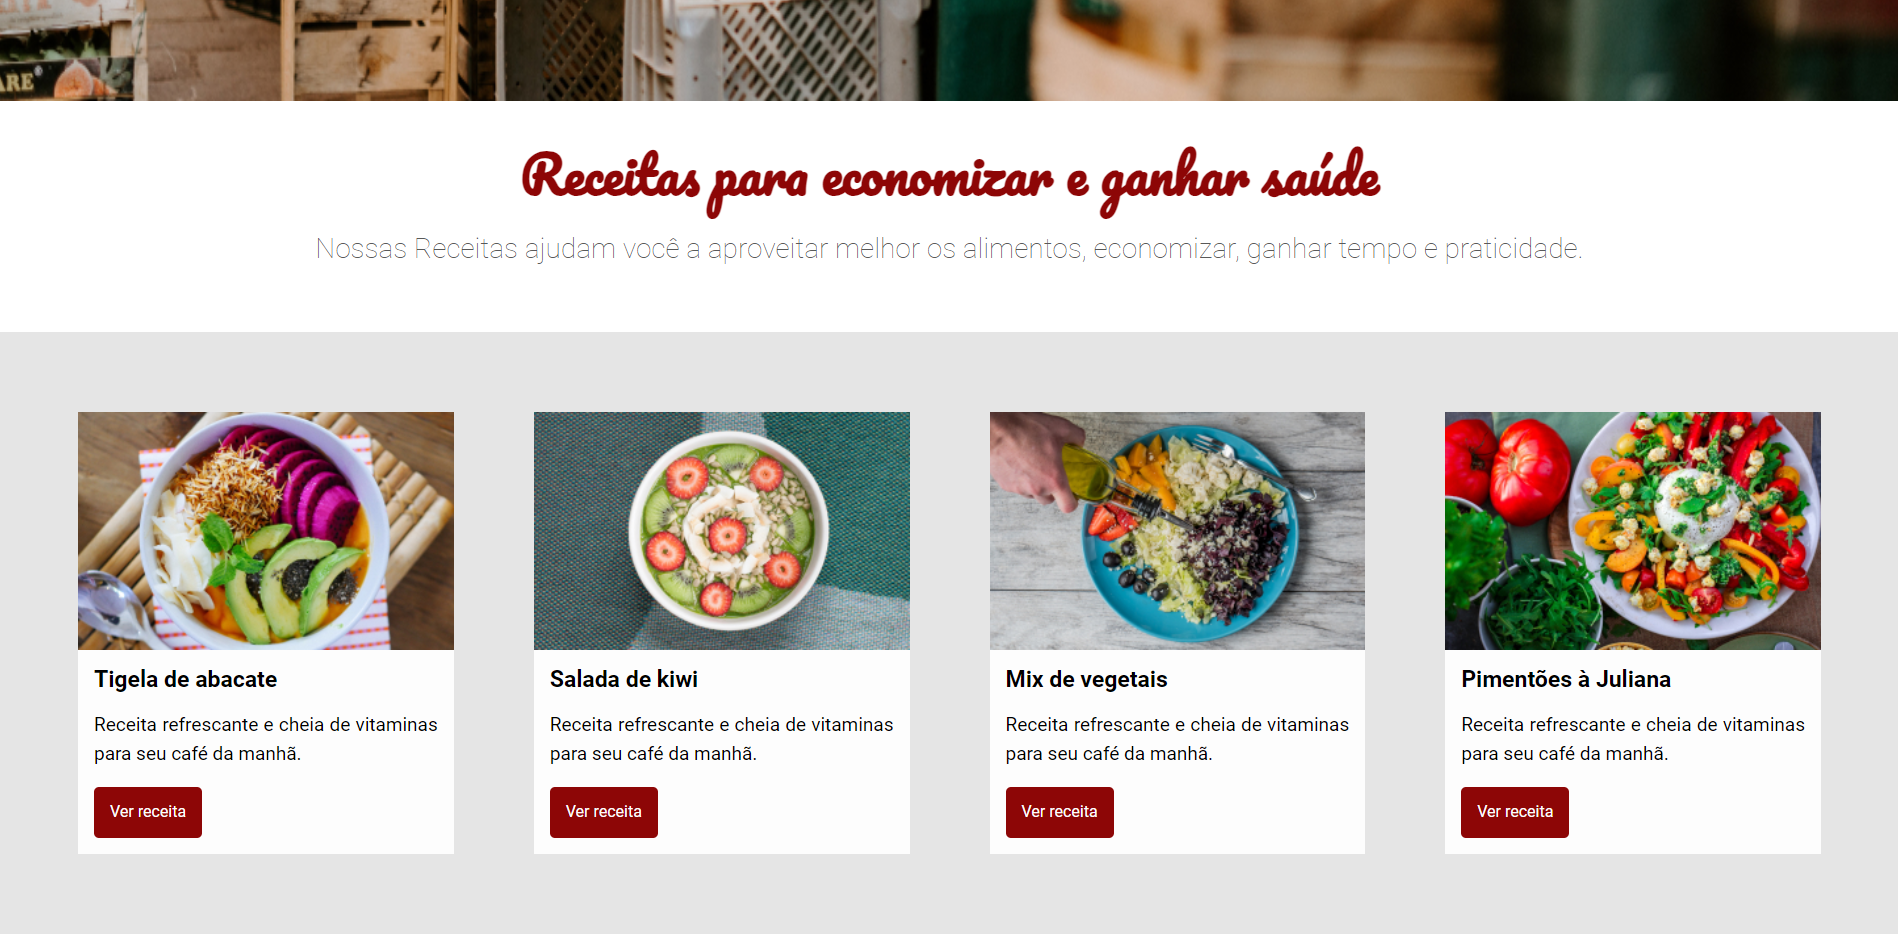 ARE
Receitas para economizar e ganhar saúde
Nossas Receitas ajudam você a aproveitar melhor os alimentos, economizar, ganhar tempo e praticidade.
Tigela de abacate
Receita refrescante e cheia de vitaminas
para seu café da manhã.
Ver receita
Salada de kiwi
Receita refrescante e cheia de vitaminas
para seu café da manhã.
Ver receita
Mix de vegetais
Receita refrescante e cheia de vitaminas
para seu café da manhã.
Ver receita
Pimentões à Juliana
Receita refrescante e cheia de vitaminas
para seu café da manhã.
Ver receita